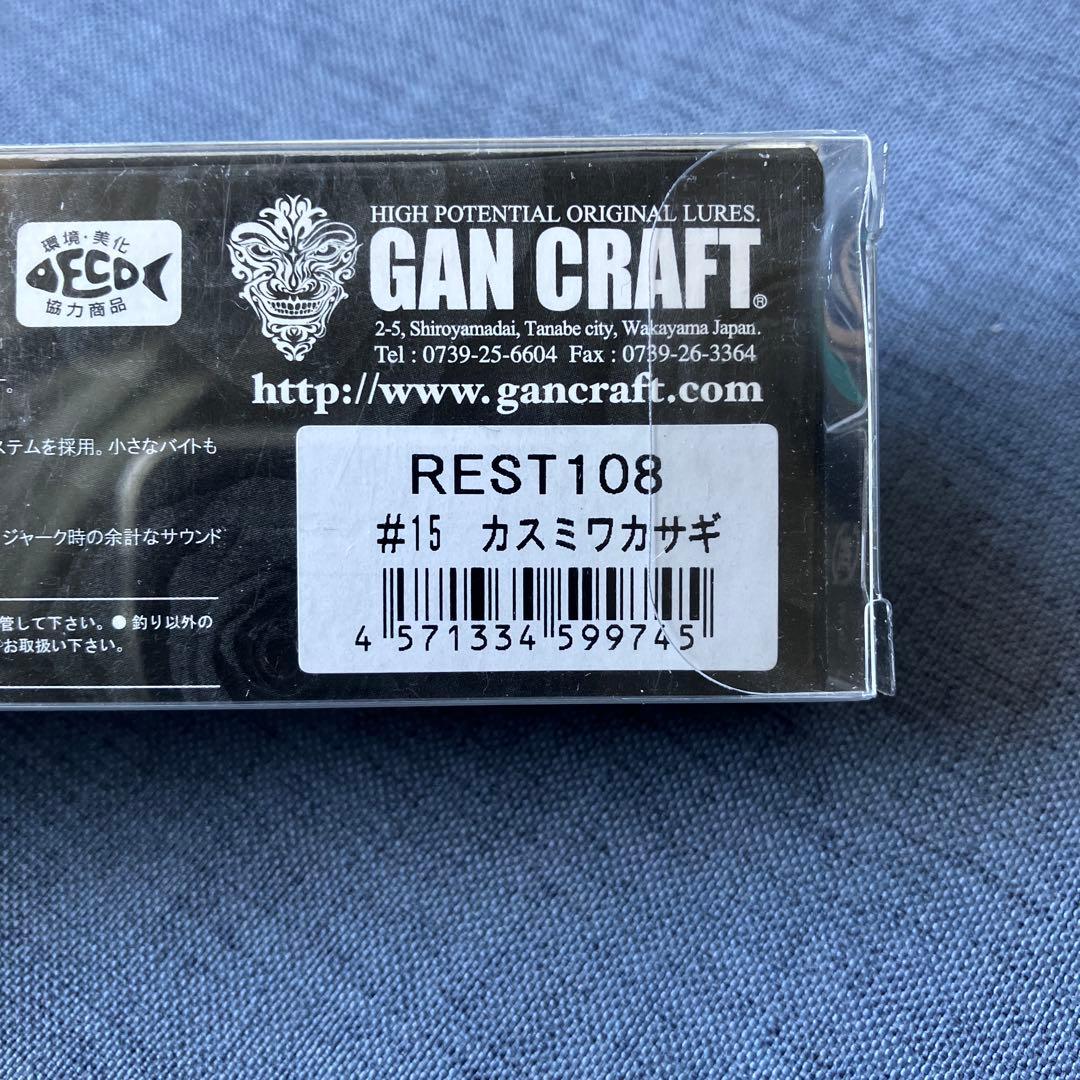 環境・美化
ECO
協力商品
HIGH POTENTIAL ORIGINAL LURES.
GAN CRAFT®
2-5, Shiroyamadai, Tanabe city, Wakayama Japan.
Tel : 0739-25-6604 Fax : 0739-26-3364
http://www.gancraft.com
。
ステムを採用。小さなバイトも
ジャーク時の余計なサウンド
管して下さい。●釣り以外の
お取扱い下さい。
REST108
#15 カスミワカサギ
4 571334 599745